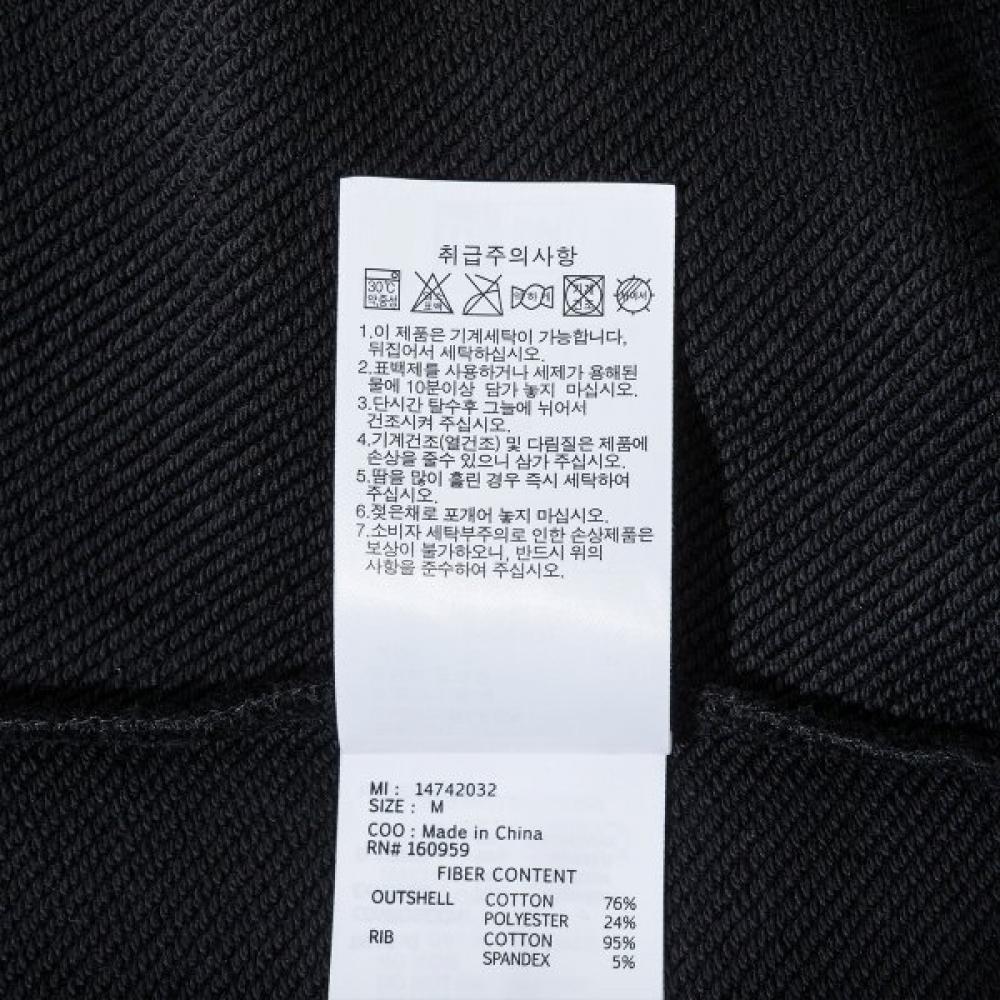 취급주의사항
30℃
약,중성
염소
표백
약하게
기계
건조
1.이 제품은 기계세탁이 가능합니다,
뒤집어서 세탁하십시오.
2.표백제를 사용하거나 세제가 용해된
물에 10분이상 담가 놓지 마십시오.
3.단시간 탈수후 그늘에 뉘어서
건조시켜 주십시오.
4.기계건조(열건조) 및 다림질은 제품에
손상을 줄수 있으니 삼가 주십시오.
5.땀을 많이 흘린 경우 즉시 세탁하여
주십시오.
6.젖은채로 포개어 놓지 마십시오.
7.소비자 세탁부주의로 인한 손상제품은
보상이 불가하오니, 반드시 위의
사항을 준수하여 주십시오.
MI : 14742032
SIZE : M
COO : Made in China
RN# 160959
FIBER CONTENT
OUTSHELL COTTON 76%
POLYESTER 24%
RIB COTTON 95%
SPANDEX 5%